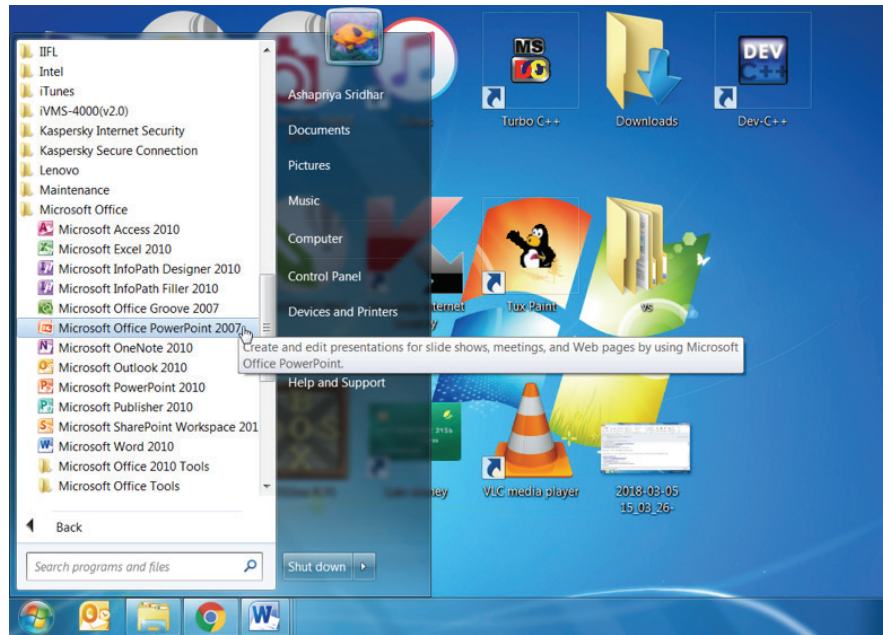 IIFL
Intel
iTunes
iVMS-4000(v2.0)
Kaspersky Internet Security
Kaspersky Secure Connection
Lenovo
Maintenance
Microsoft Office
Microsoft Access 2010
Microsoft Excel 2010
Microsoft InfoPath Designer 2010
Microsoft InfoPath Filler 2010
Microsoft Office Groove 2007
Microsoft Office PowerPoint 2007
Microsoft OneNote 2010
Microsoft Outlook 2010
Microsoft PowerPoint 2010
Microsoft Publisher 2010
Microsoft SharePoint Workspace 201
Microsoft Word 2010
Microsoft Office 2010 Tools
Microsoft Office Tools
Back
Search programs and files
Ashapriya Sridhar
Documents
Pictures
Music
Computer
Control Panel
Devices and Printers
Create and edit presentations for slide shows, meetings, and Web pages by using Microsoft
Office PowerPoint.
Help and Support
Shut down
MS
DOS
Turbo C++
Downloads
DEV
C++
Dev-C++
Tux Paint
vs
VLC media player
2018-03-05
15_03_26-